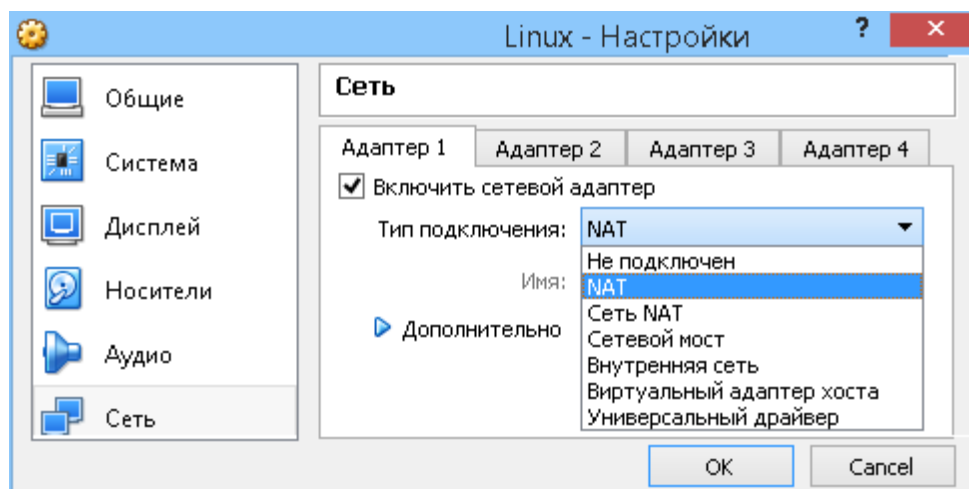 Linux - Настройки ? ×
Общие
Система
Дисплей
Носители
Аудио
Сеть
Сеть
Адаптер 1 Адаптер 2 Адаптер 3 Адаптер 4
Включить сетевой адаптер
Тип подключения: NAT
Имя:
Дополнительно
Не подключен
NAT
Сеть NAT
Сетевой мост
Внутренняя сеть
Виртуальный адаптер хоста
Универсальный драйвер
OK Cancel